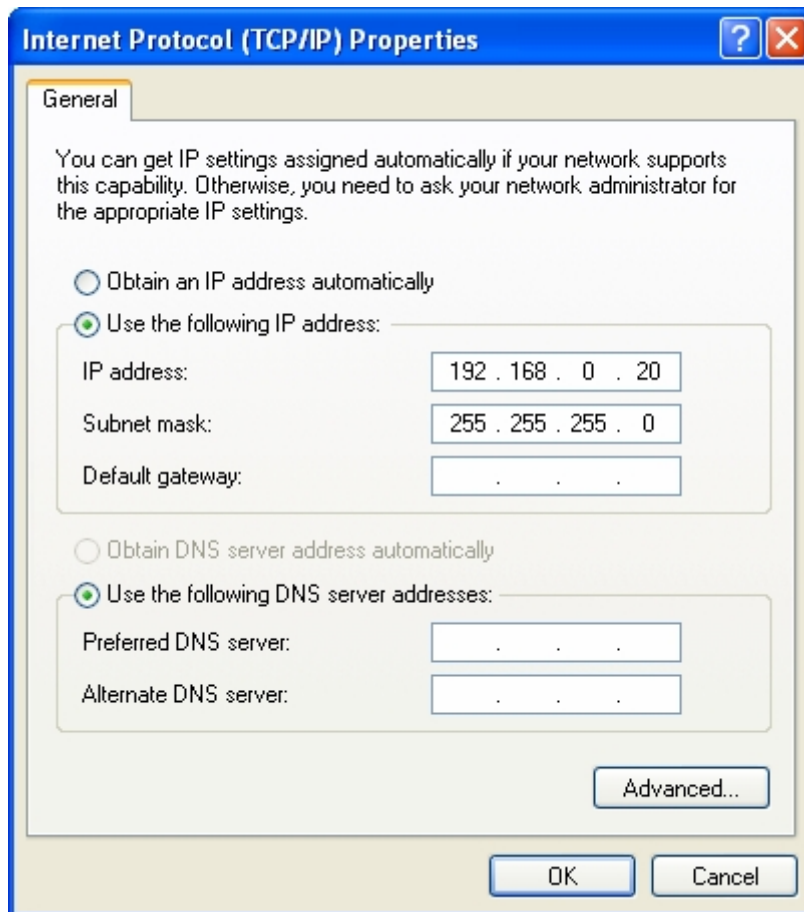 Internet Protocol (TCP/IP) Properties
General
You can get IP settings assigned automatically if your network supports
this capability. Otherwise, you need to ask your network administrator for
the appropriate IP settings.
Obtain an IP address automatically
Use the following IP address:
IP address: 192 . 168 . 0 . 20
Subnet mask: 255 . 255 . 255 . 0
Default gateway: . . .
Obtain DNS server address automatically
Use the following DNS server addresses:
Preferred DNS server: . . .
Alternate DNS server: . . .
Advanced...
OK Cancel